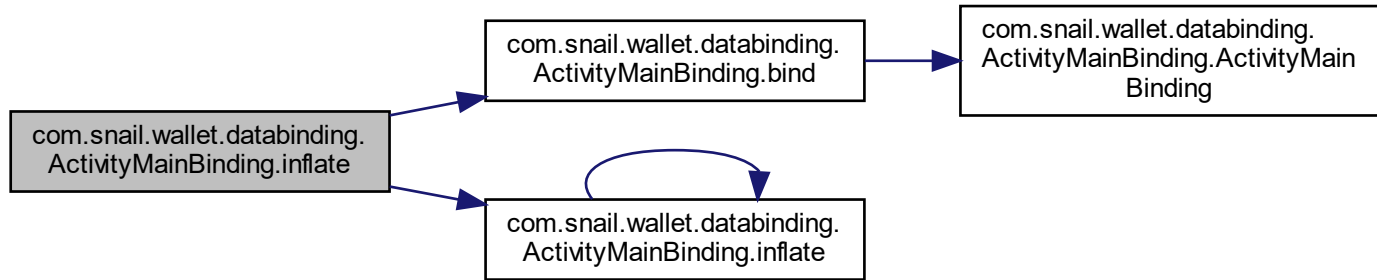 com.snail.wallet.databinding.
ActivityMainBinding.inflate
com.snail.wallet.databinding.
ActivityMainBinding.bind
com.snail.wallet.databinding.
ActivityMainBinding.ActivityMain
Binding
com.snail.wallet.databinding.
ActivityMainBinding.inflate